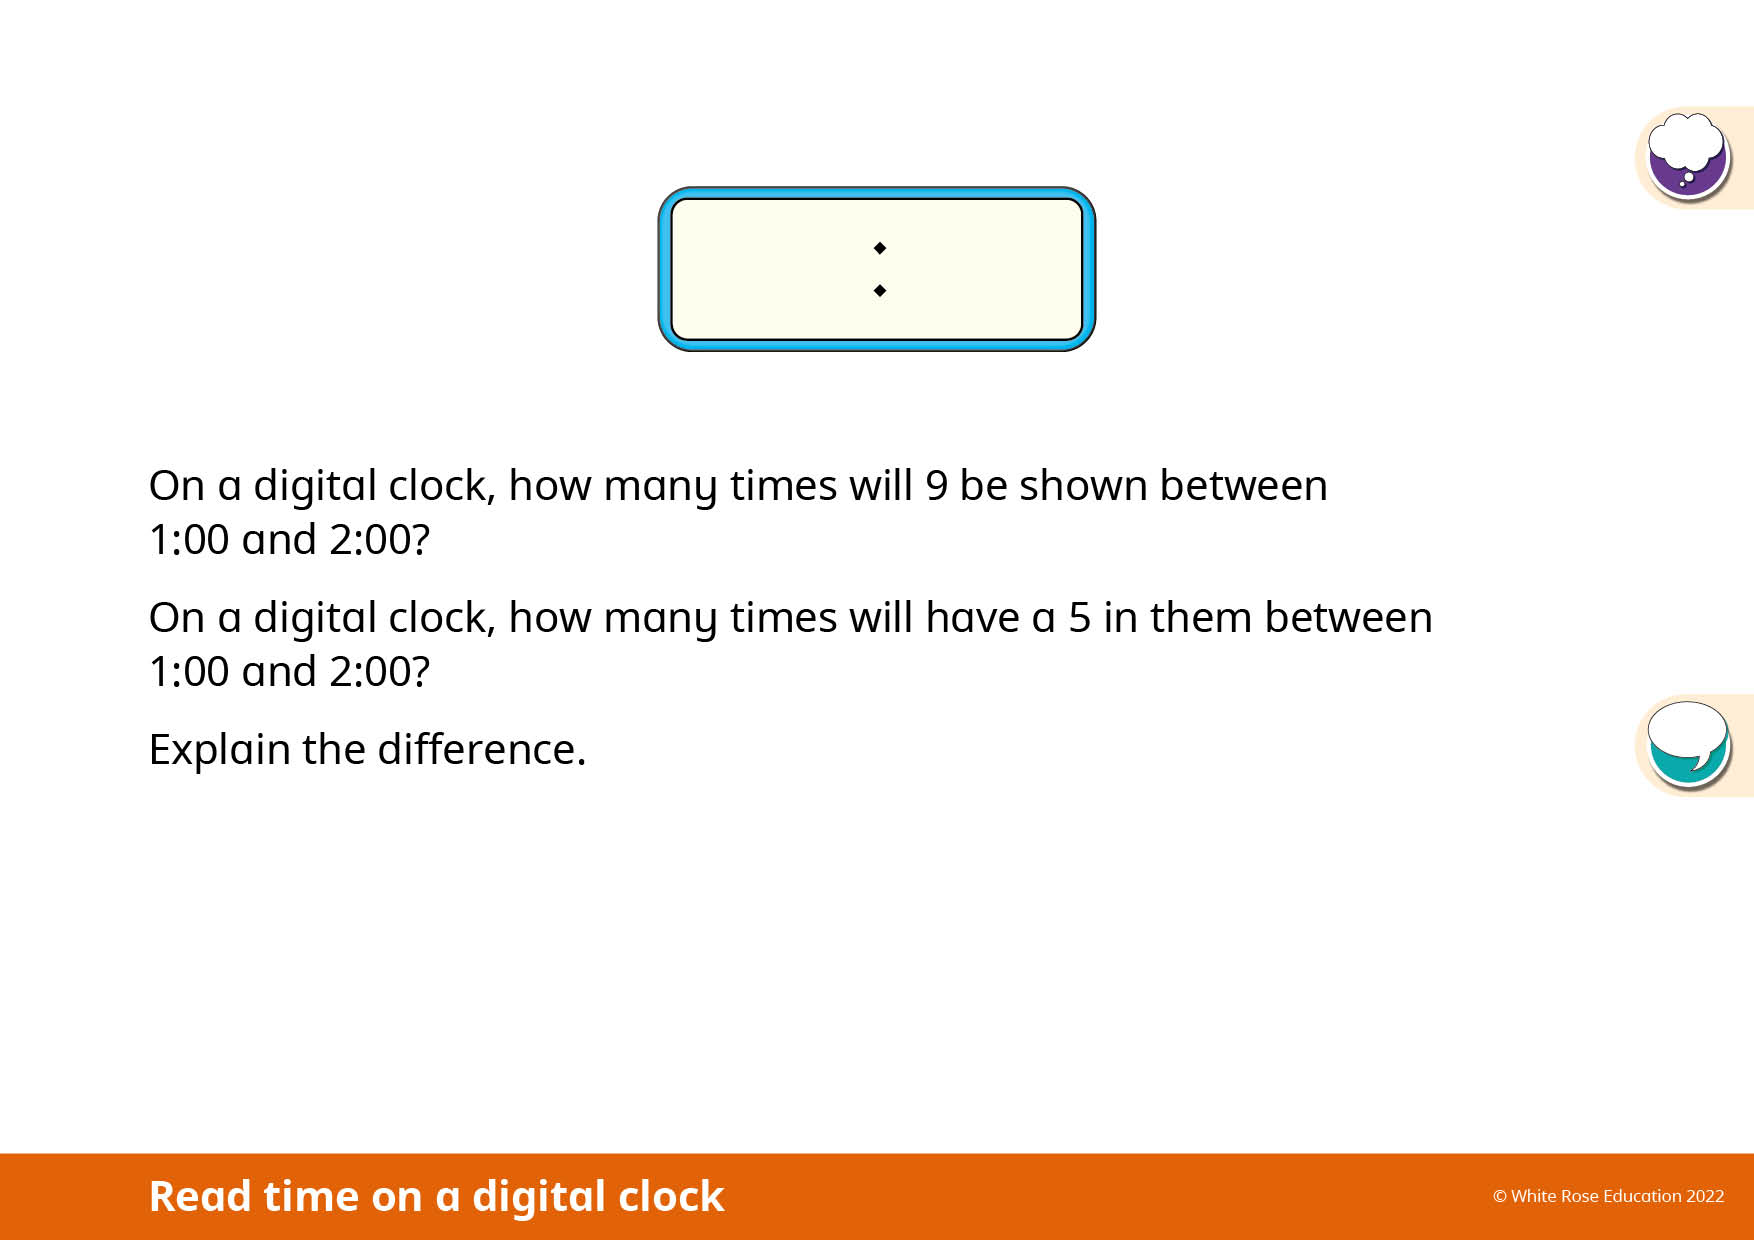 :
On a digital clock, how many times will 9 be shown between
1:00 and 2:00?
On a digital clock, how many times will have a 5 in them between
1:00 and 2:00?
Explain the difference.
Read time on a digital clock
© White Rose Education 2022